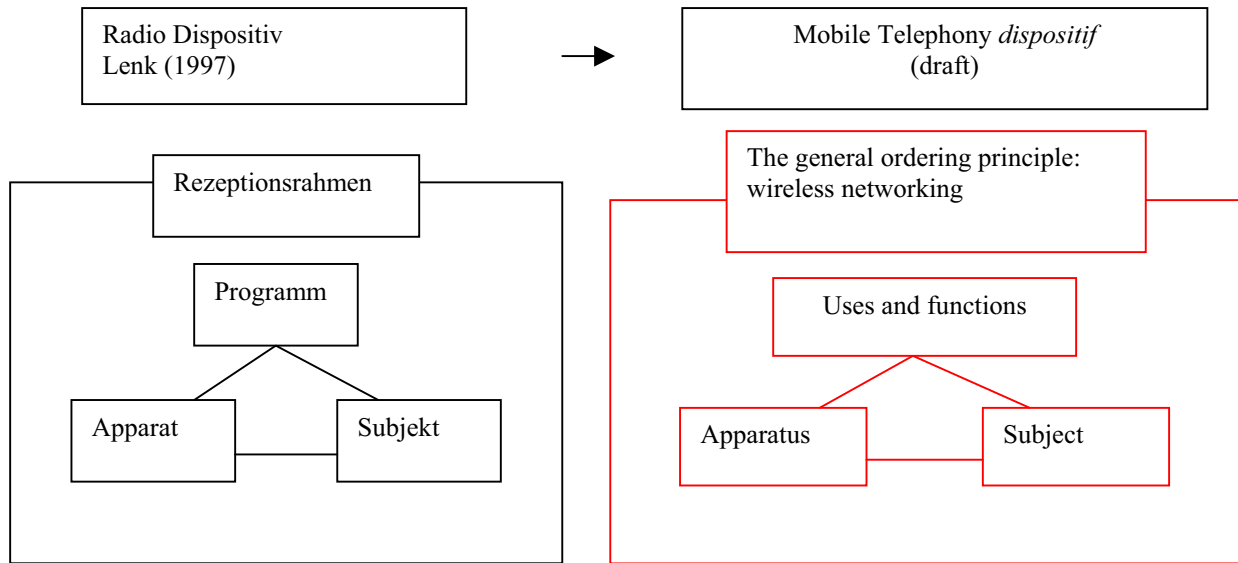 Radio Dispositiv
Lenk (1997)
Mobile Telephony dispositif
(draft)
Rezeptionsrahmen
Programm
Apparat
Subjekt
The general ordering principle:
wireless networking
Uses and functions
Apparatus
Subject